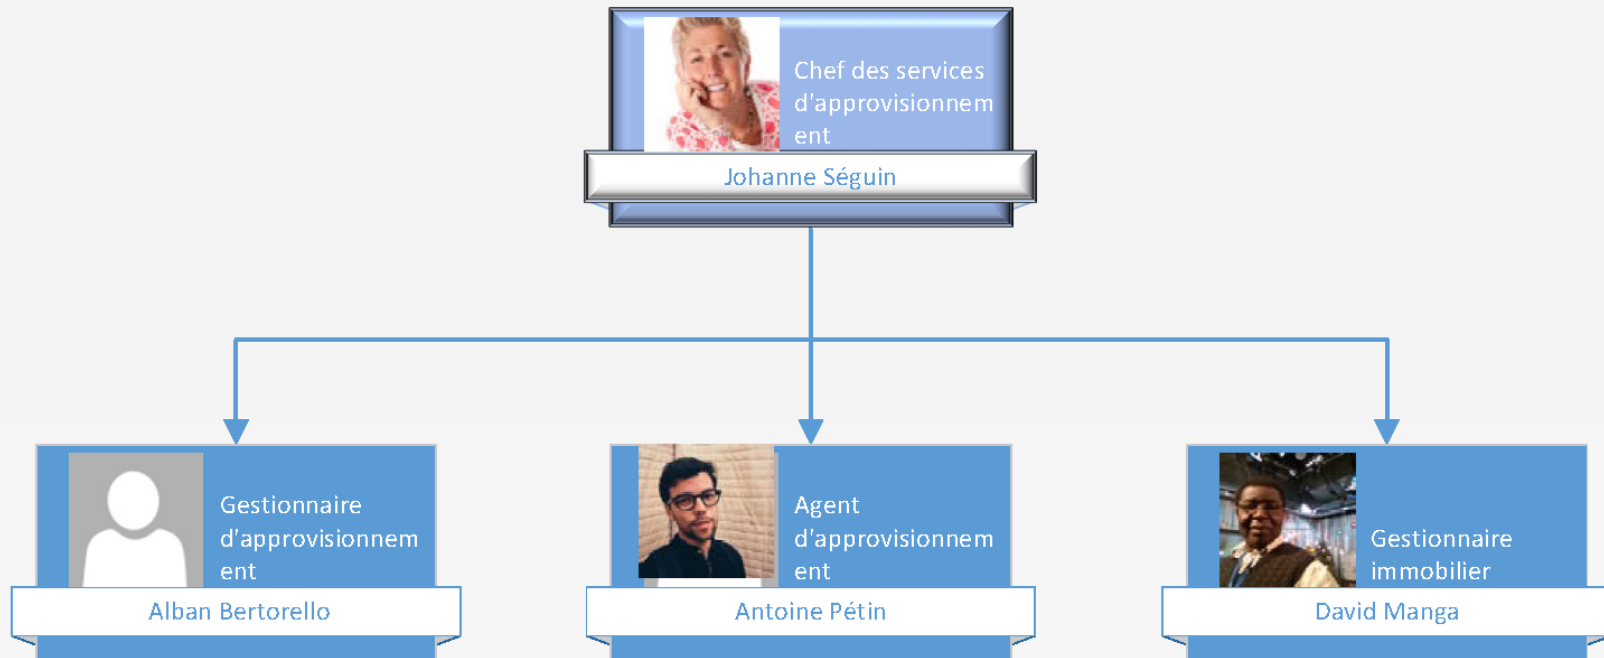 Chef des services
d'approvisionnem
ent
Johanne Séguin
Gestionnaire
d'approvisionnem
ent
Alban Bertorello
Agent
d'approvisionnem
ent
Antoine Pétin
Gestionnaire
immobilier
David Manga